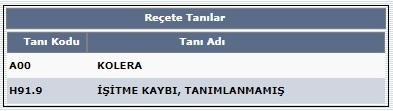 Reçete Tanılar
Tanı Kodu Tanı Adı
A00 KOLERA
H91.9 İŞİTME KAYBI, TANIMLANMAMIŞ